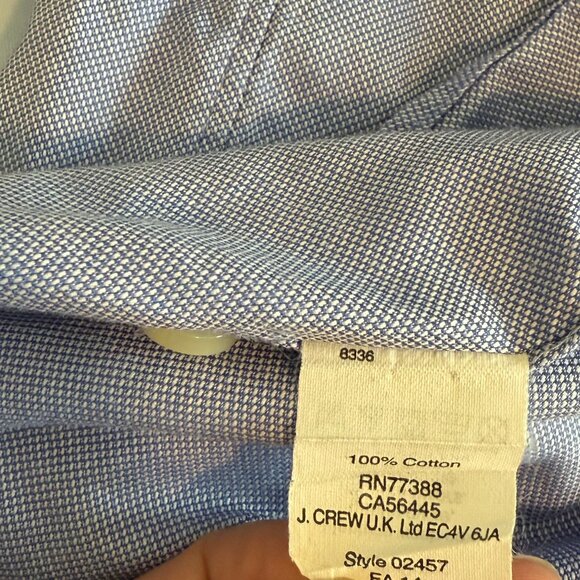 8336
100% Cotton
RN77388
CA56445
J. CREW U.K. Ltd EC4V 6JA
Style 02457